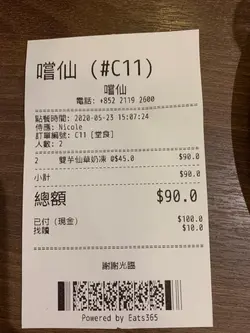 嚐仙 (#C11)
嚐仙
電話: +852 2119 2600
點餐時間: 2020-05-23 15:07:24
侍應: Nicole
訂單編號: C11 [堂食]
人數: 2
2 雙羊仙草奶凍 @$45.0 $90.0
小計 $90.0
總額 $90.0
已付 (現金) $100.0
找贖 $10.0
謝謝光臨
Powered by Eats365